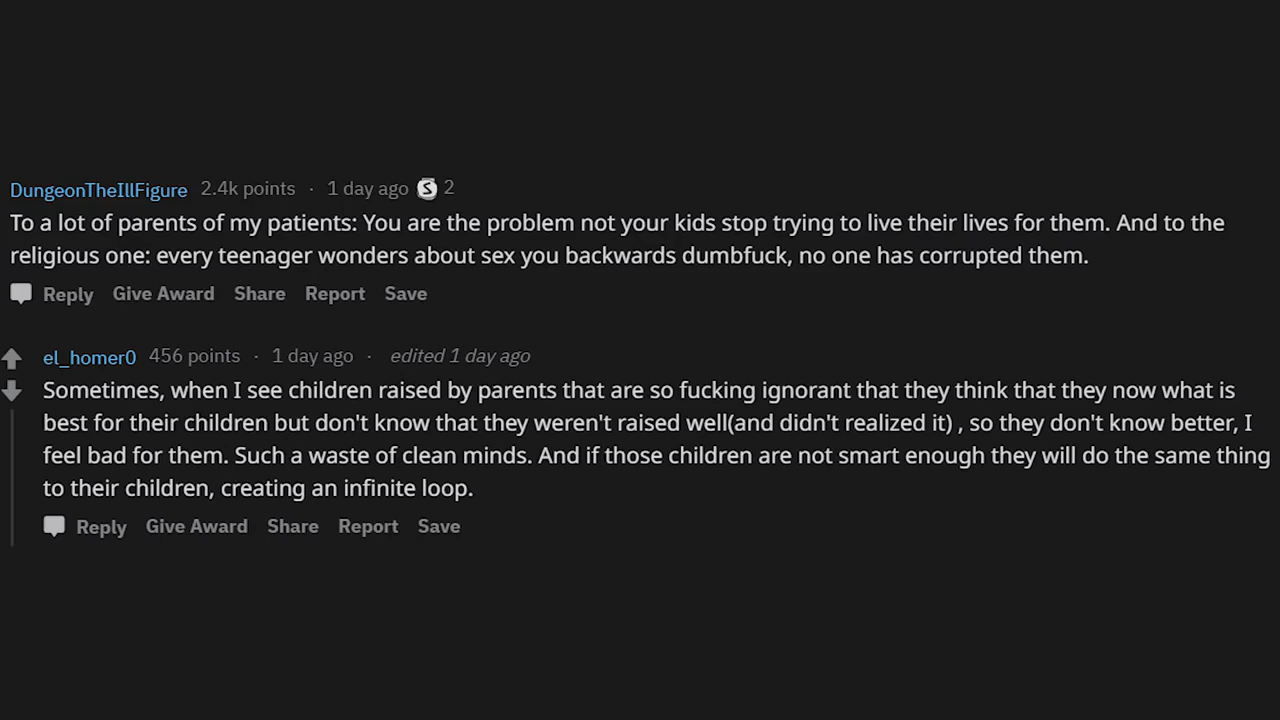 DungeonTheIllFigure 2.4k points · 1 day ago S 2
To a lot of parents of my patients: You are the problem not your kids stop trying to live their lives for them. And to the
religious one: every teenager wonders about sex you backwards dumbfuck, no one has corrupted them.
Reply Give Award Share Report Save
el_homer0 456 points · 1 day ago · edited 1 day ago
Sometimes, when I see children raised by parents that are so fucking ignorant that they think that they now what is
best for their children but don't know that they weren't raised well(and didn't realized it) , so they don't know better, I
feel bad for them. Such a waste of clean minds. And if those children are not smart enough they will do the same thing
to their children, creating an infinite loop.
Reply Give Award Share Report Save